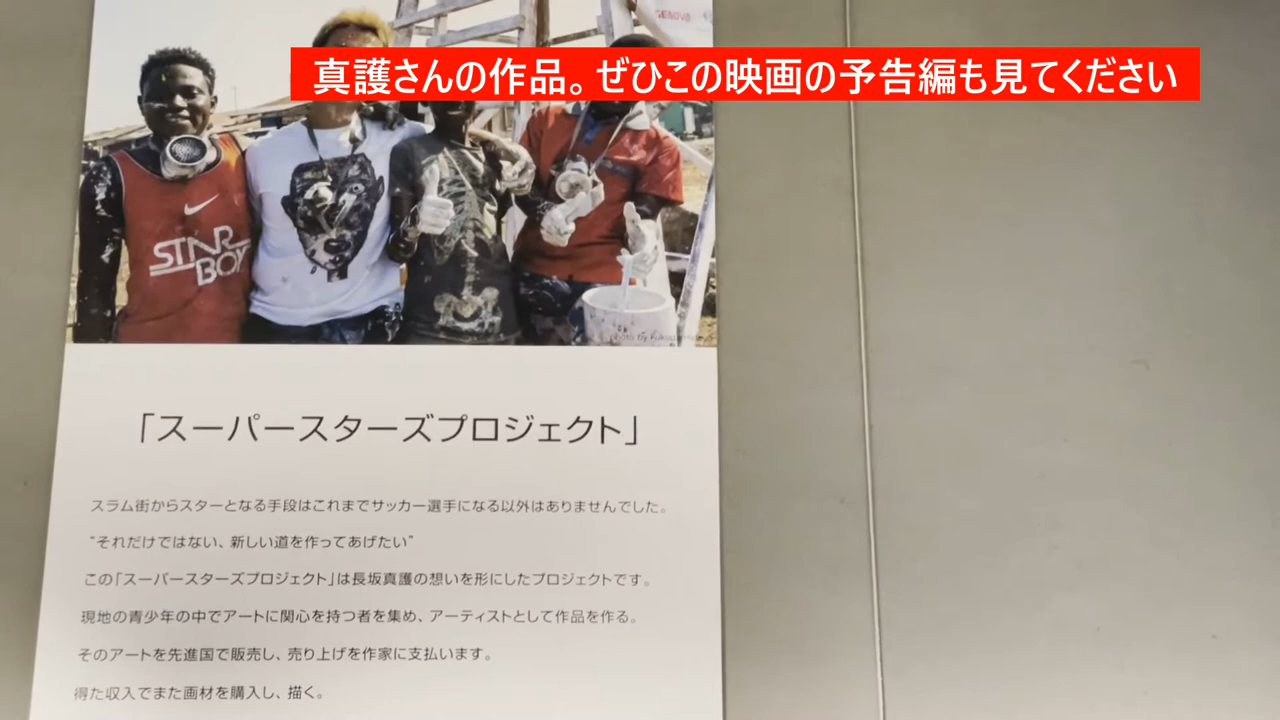 真護さんの作品。ぜひこの映画の予告編も見てください
STAR
BOY
「スーパースターズプロジェクト」
スラム街からスターとなる手段はこれまでサッカー選手になる以外はありませんでした。
“それだけではない、新しい道を作ってあげたい”
この「スーパースターズプロジェクト」は長坂真護の想いを形にしたプロジェクトです。
現地の青少年の中でアートに関心を持つ者を集め、アーティストとして作品を作る。
そのアートを先進国で販売し、売り上げを作家に支払います。
得た収入でまた画材を購入し、描く。